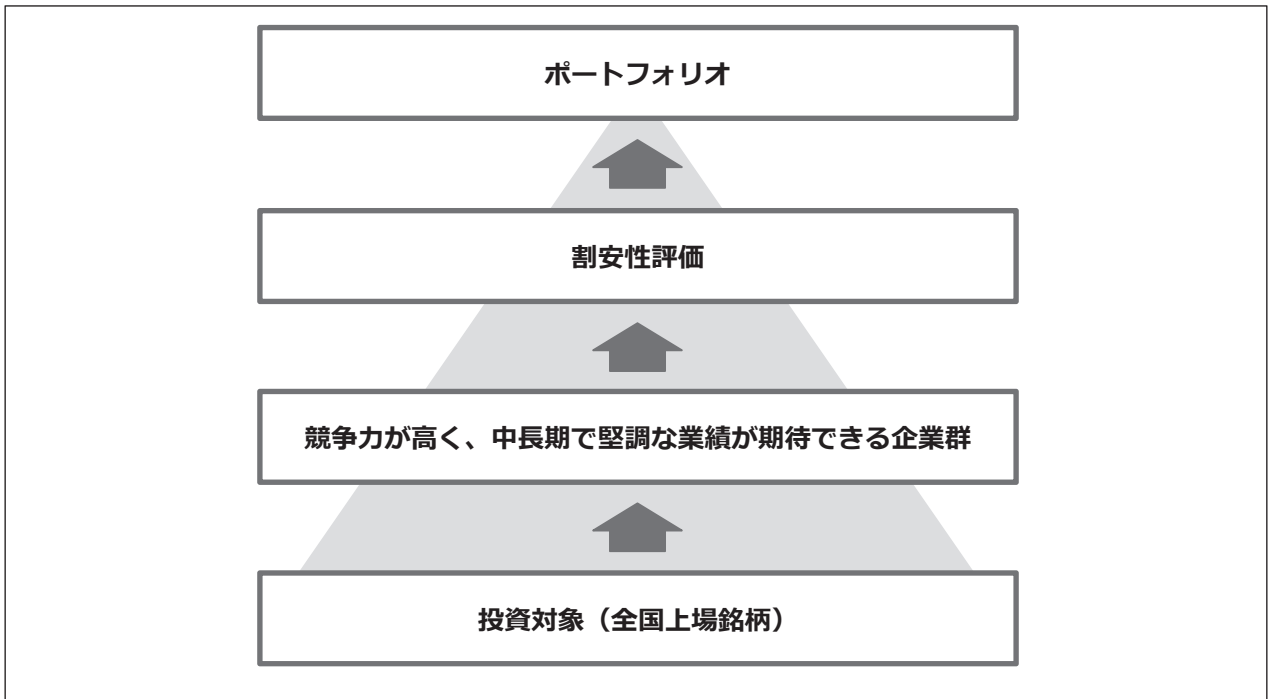 ポートフォリオ
割安性評価
競争力が高く、中長期で堅調な業績が期待できる企業群
投資対象（全国上場銘柄）